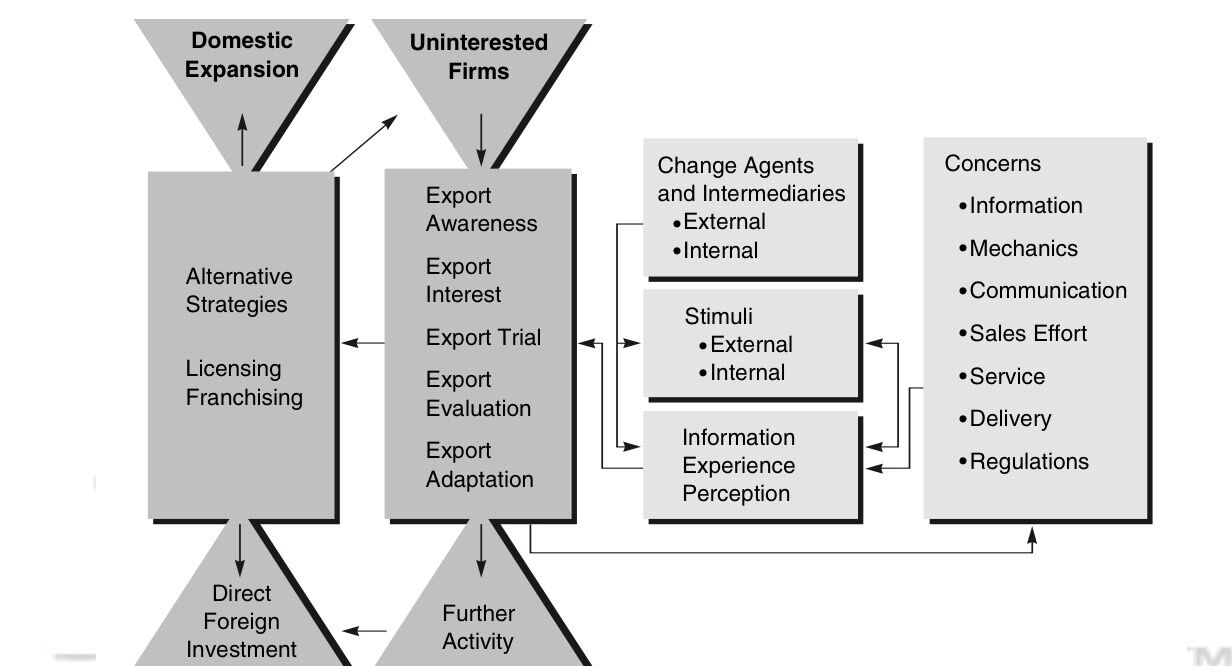 Domestic
Expansion
Uninterested
Firms
Alternative
Strategies
Licensing
Franchising
Export
Awareness
Export
Interest
Export Trial
Export
Evaluation
Export
Adaptation
Change Agents
and Intermediaries
•External
•Internal
Stimuli
•External
•Internal
Information
Experience
Perception
Concerns
•Information
•Mechanics
•Communication
•Sales Effort
•Service
•Delivery
•Regulations
Direct
Foreign
Investment
Further
Activity